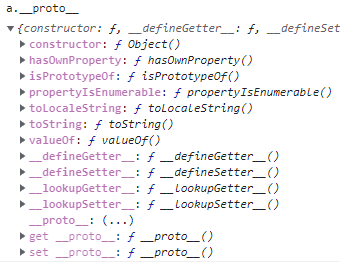 a.__proto__
▼{constructor: ƒ, __defineGetter__: ƒ, __defineSet
▶ constructor: ƒ Object()
▶ hasOwnProperty: ƒ hasOwnProperty()
▶ isPrototypeOf: ƒ isPrototypeOf()
▶ propertyIsEnumerable: ƒ propertyIsEnumerable()
▶ toLocaleString: ƒ toLocaleString()
▶ toString: ƒ toString()
▶ valueOf: ƒ valueOf()
▶ __defineGetter__: ƒ __defineGetter__()
▶ __defineSetter__: ƒ __defineSetter__()
▶ __lookupGetter__: ƒ __lookupGetter__()
▶ __lookupSetter__: ƒ __lookupSetter__()
__proto__: (...)
▶ get __proto__: ƒ __proto__()
▶ set __proto__: ƒ __proto__()